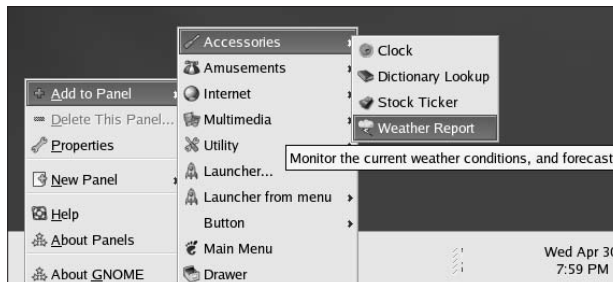 Add to Panel
Delete This Panel...
Properties
New Panel
Help
About Panels
About GNOME
Accessories
Amusements
Internet
Multimedia
Utility
Launcher...
Launcher from menu
Button
Main Menu
Drawer
Clock
Dictionary Lookup
Stock Ticker
Weather Report
Monitor the current weather conditions, and forecast
Wed Apr 30
7:59 PM